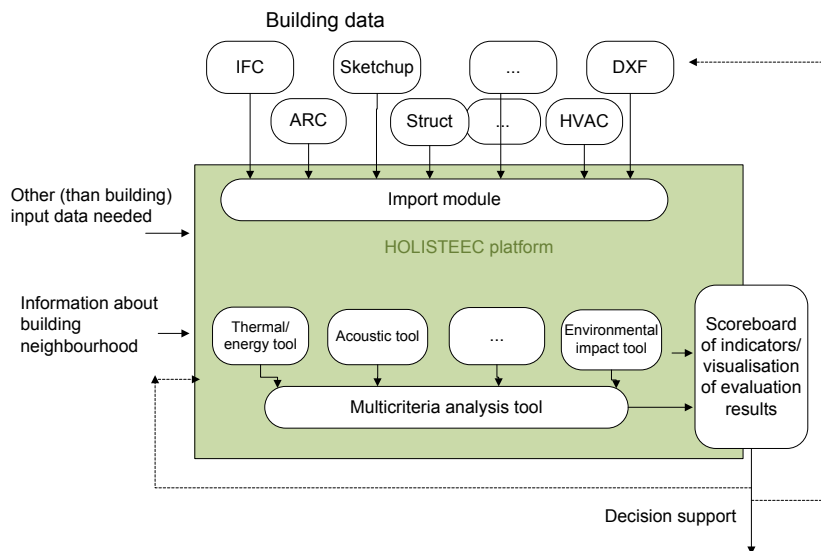 Building data
IFC
Sketchup
...
DXF
ARC
Struct
...
HVAC
Other (than building)
input data needed
Import module
HOLISTEEC platform
Information about
building
neighbourhood
Thermal/
energy tool
Acoustic tool
...
Environmental
impact tool
Scoreboard
of indicators/
visualisation
of evaluation
results
Multicriteria analysis tool
Decision support